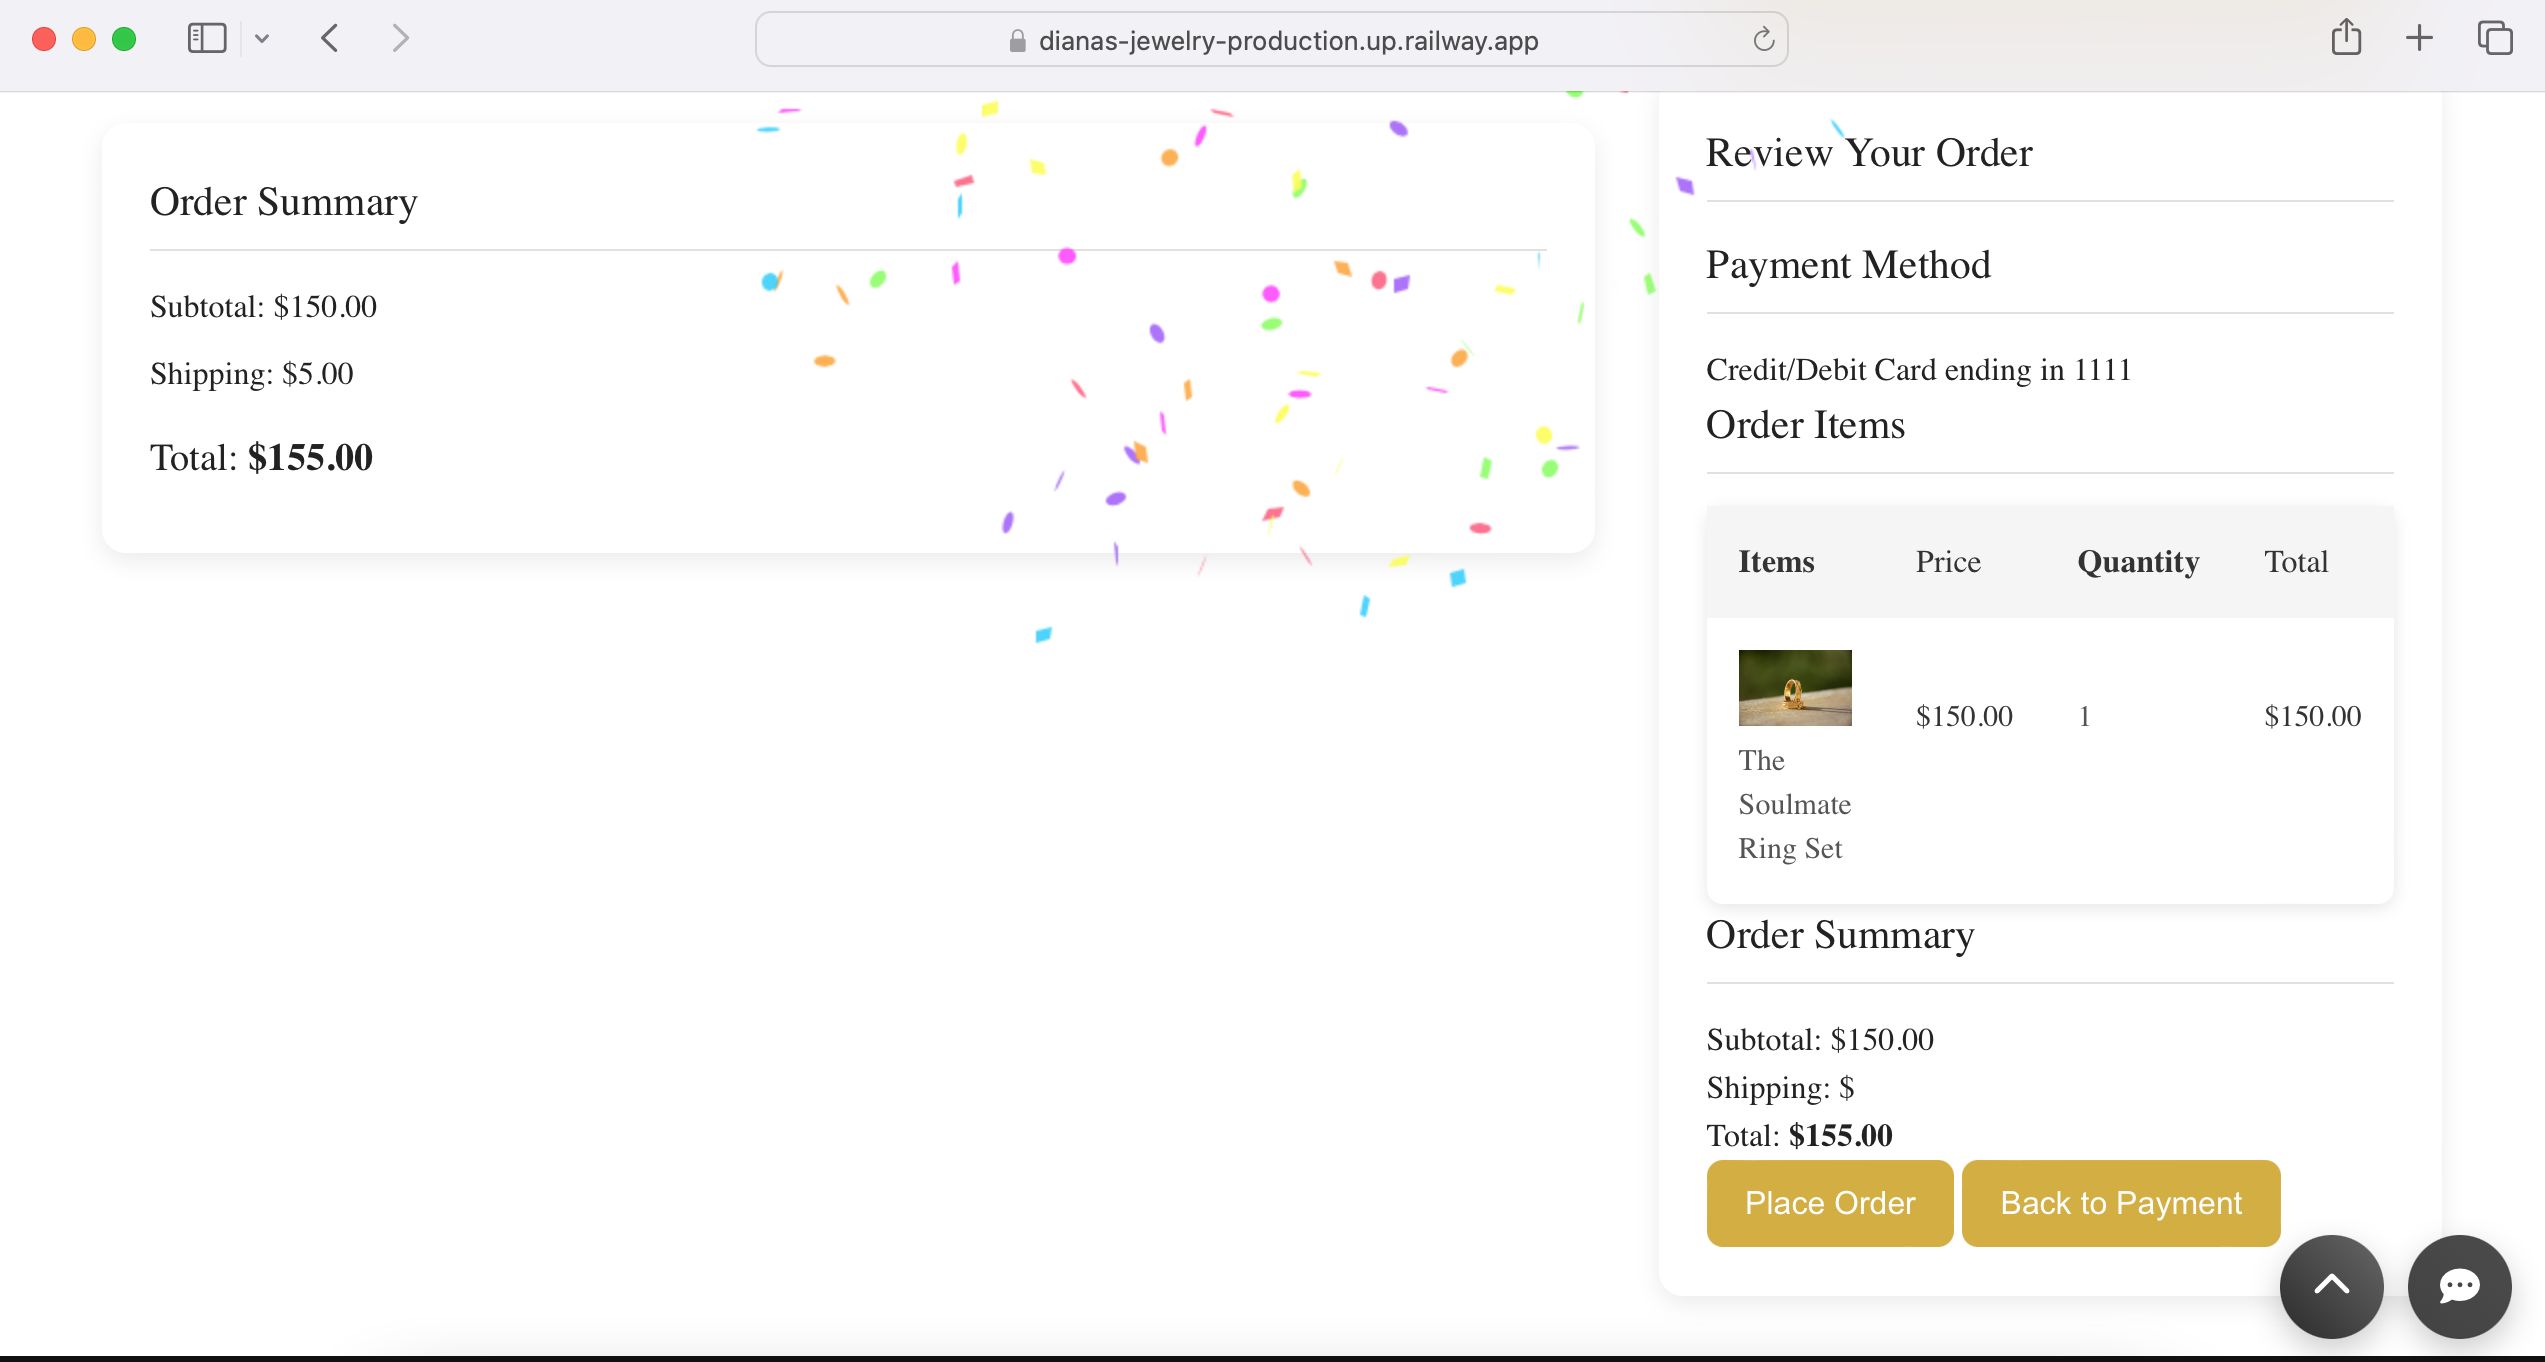 dianas-jewelry-production.up.railway.app
Order Summary
Subtotal: $150.00
Shipping: $5.00
Total: $155.00
Review Your Order
Payment Method
Credit/Debit Card ending in 1111
Order Items
Items Price Quantity Total
$150.00 1 $150.00
The
Soulmate
Ring Set
Order Summary
Subtotal: $150.00
Shipping: $
Total: $155.00
Place Order Back to Payment